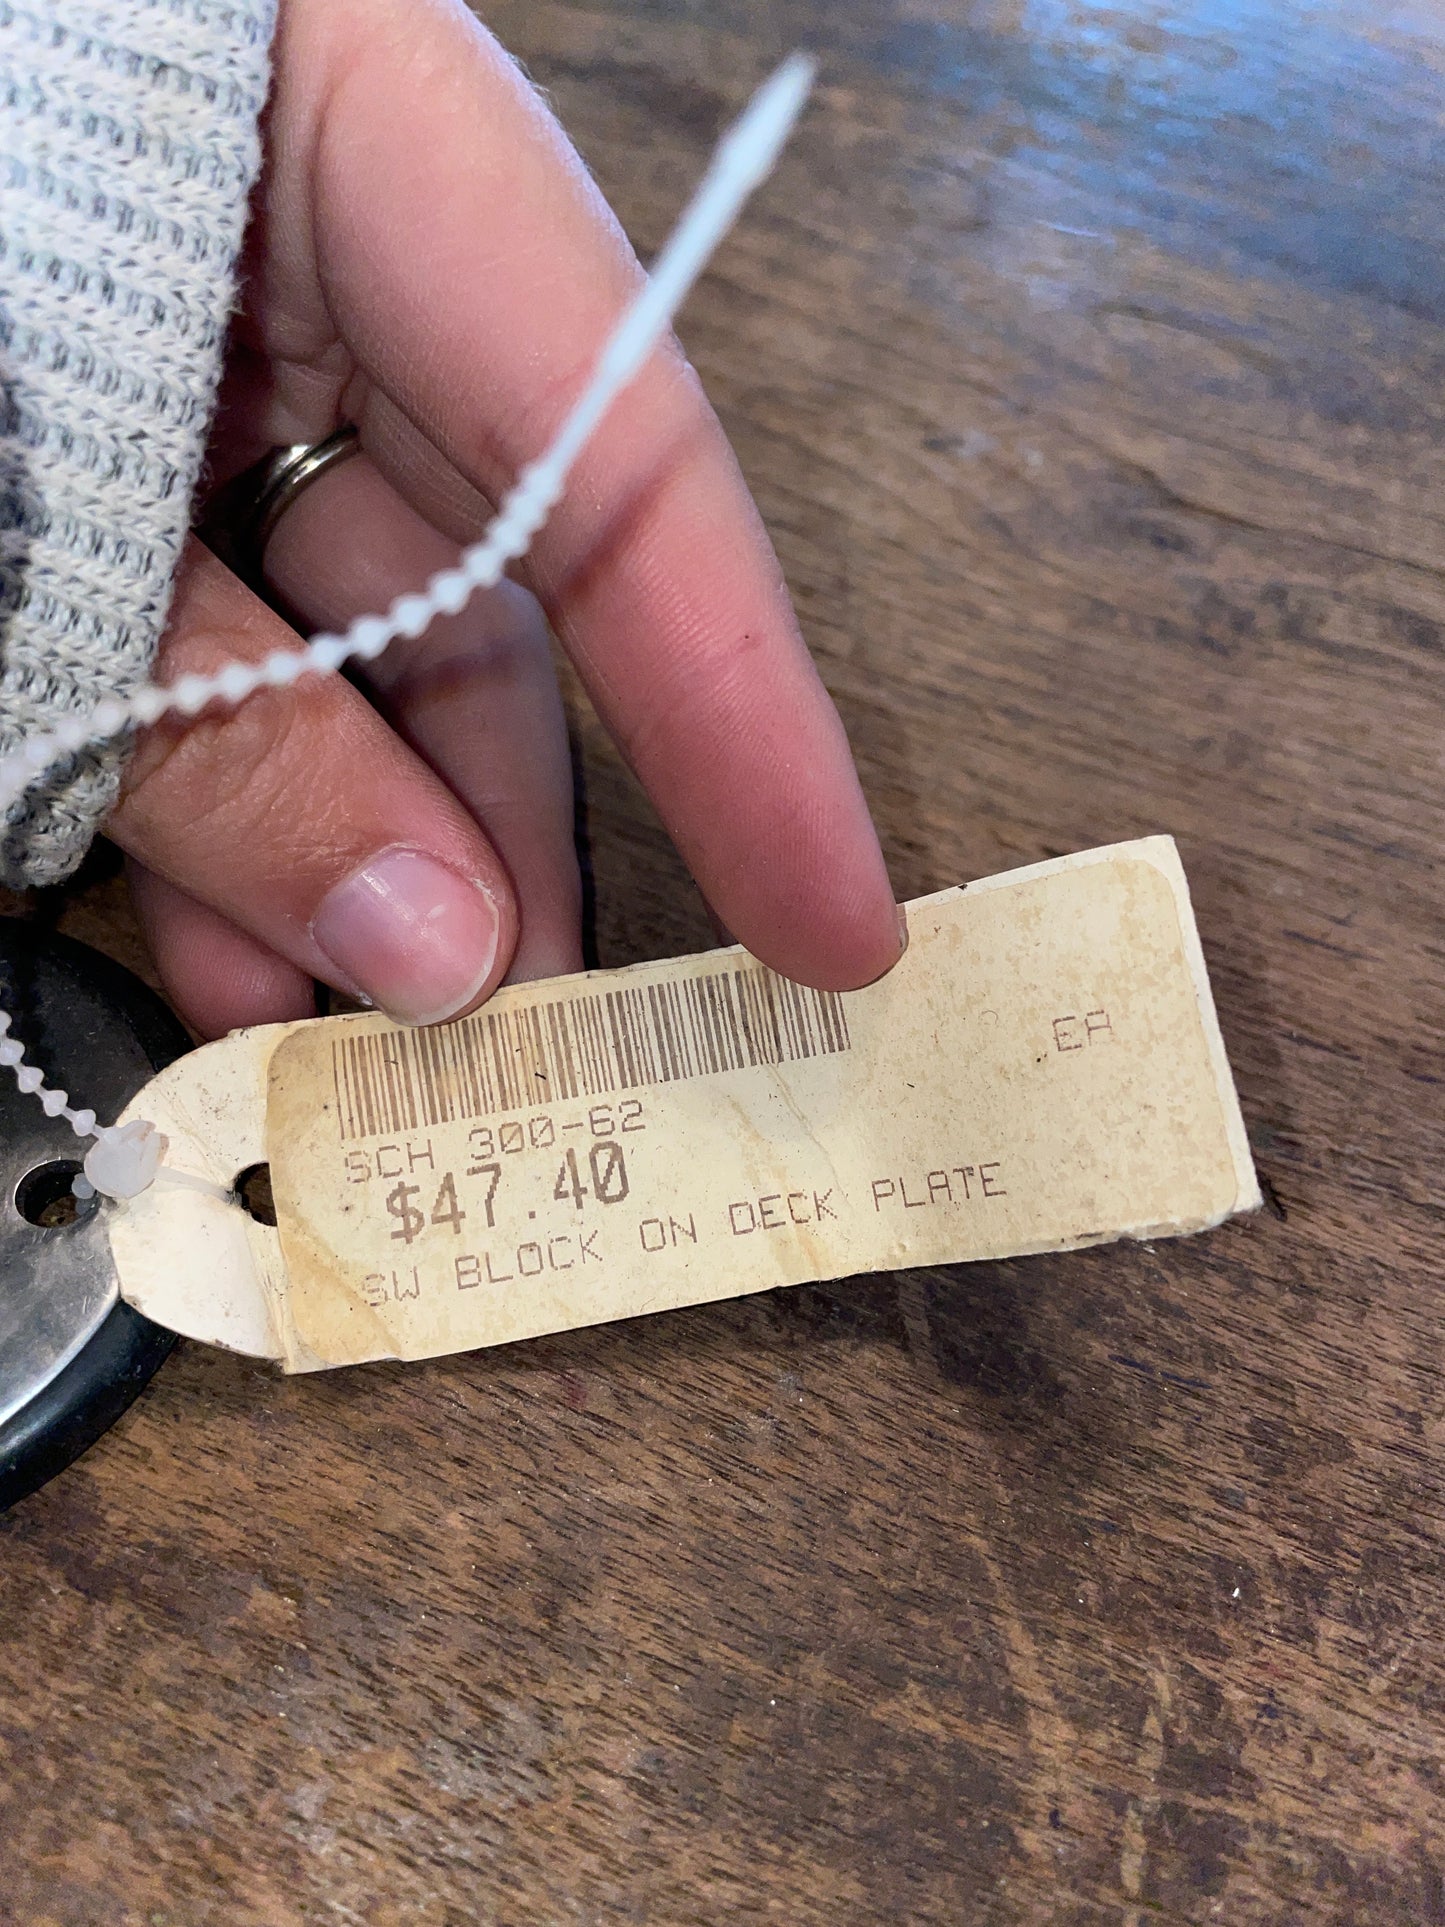 EA
SCH 300-62
$47.40
SW BLOCK ON DECK PLATE